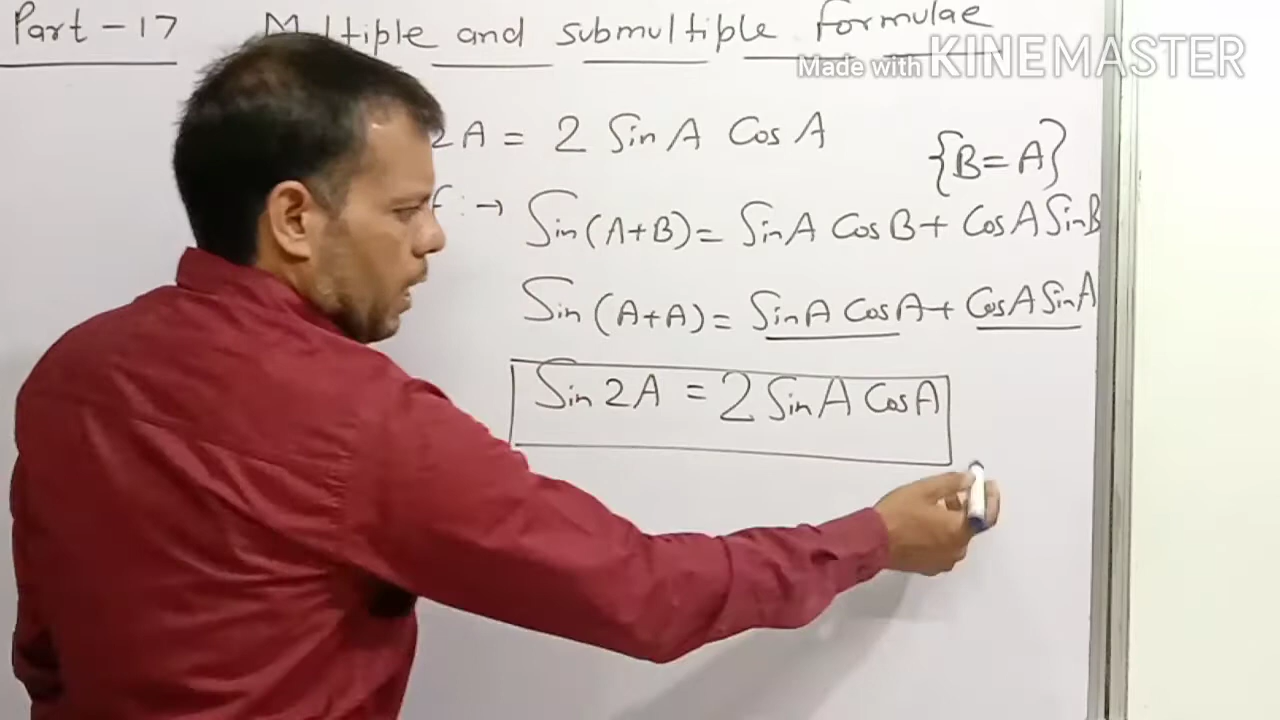 Part - 17 Multiple and submultiple formulae
Made with KINEMASTER
2A = 2 Sin A Cos A
{B = A}
f :→ Sin (A+B) = Sin A Cos B + Cos A Sin B
Sin (A+A) = Sin A Cos A + Cos A Sin A
Sin 2A = 2 Sin A Cos A